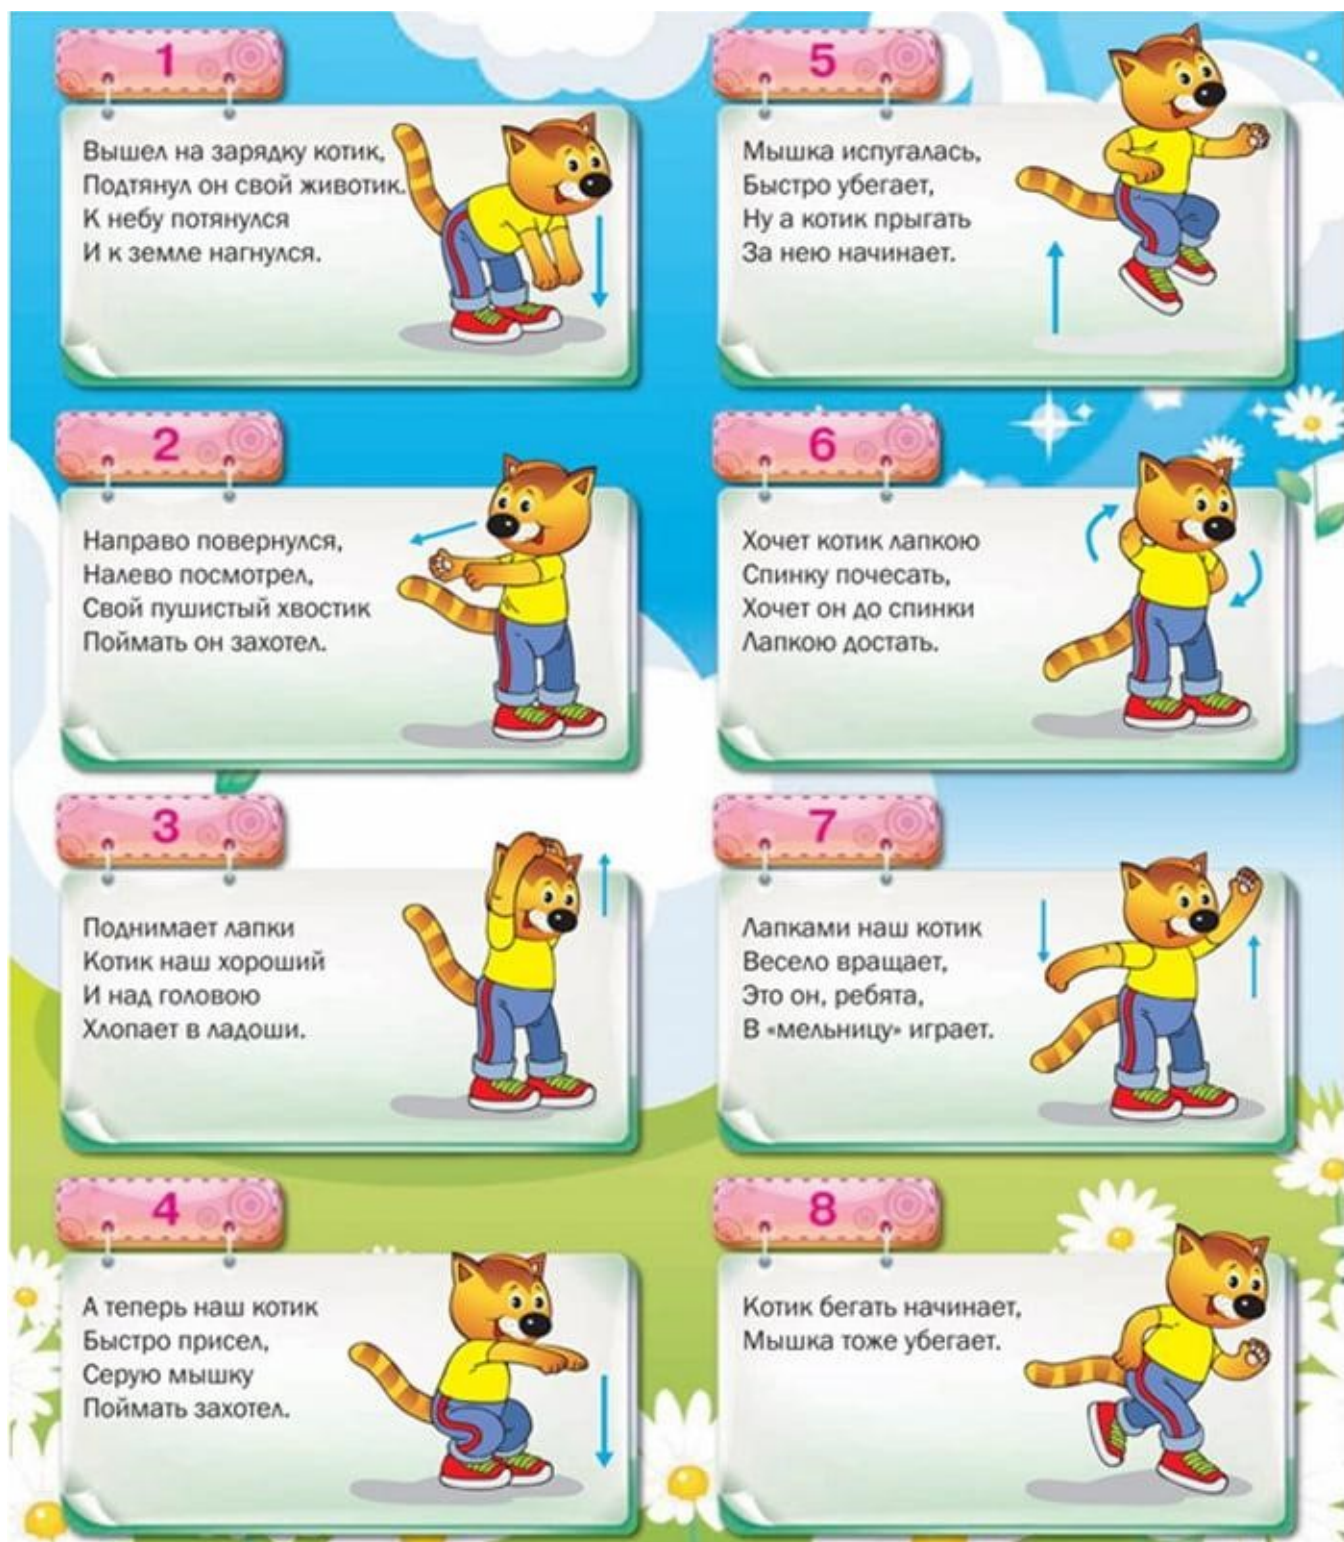 1
Вышел на зарядку котик,
Подтянул он свой животик.
К небу потянулся
И к земле нагнулся.
2
Направо повернулся,
Налево посмотрел,
Свой пушистый хвостик
Поймать он захотел.
3
Поднимает лапки
Котик наш хороший
И над головою
Хлопает в ладоши.
4
А теперь наш котик
Быстро присел,
Серую мышку
Поймать захотел.
5
Мышка испугалась,
Быстро убегает,
Ну а котик прыгать
За нею начинает.
6
Хочет котик лапкою
Спинку почесать,
Хочет он до спинки
Лапкою достать.
7
Лапками наш котик
Весело вращает,
Это он, ребята,
В «мельницу» играет.
8
Котик бегать начинает,
Мышка тоже убегает.